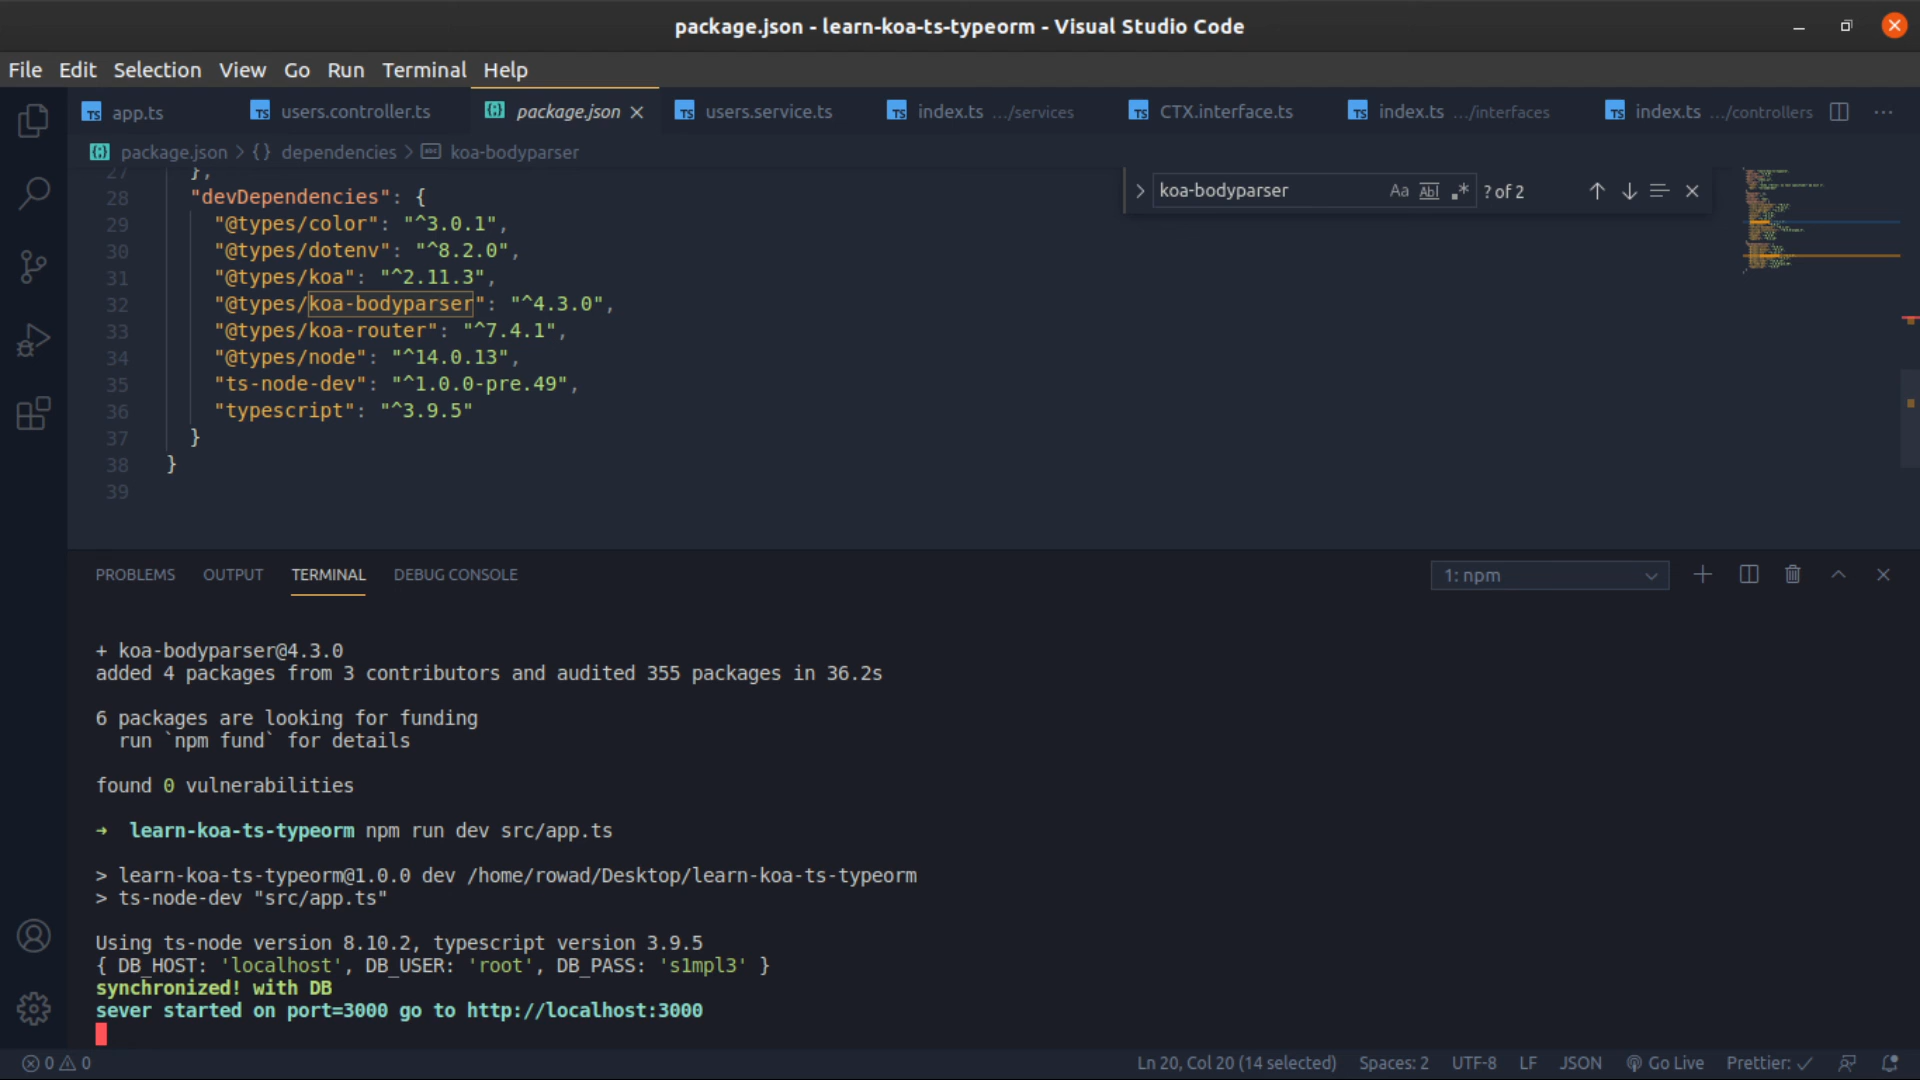 package.json - learn-koa-ts-typeorm - Visual Studio Code
File Edit Selection View Go Run Terminal Help
TS app.ts TS users.controller.ts package.json TS users.service.ts TS index.ts .../services TS CTX.interface.ts TS index.ts .../interfaces TS index.ts .../controllers
package.json > {} dependencies > abc koa-bodyparser
koa-bodyparser Aa Abl .* ? of 2
27 },
28 "devDependencies": {
29 "@types/color": "^3.0.1",
30 "@types/dotenv": "^8.2.0",
31 "@types/koa": "^2.11.3",
32 "@types/koa-bodyparser": "^4.3.0",
33 "@types/koa-router": "^7.4.1",
34 "@types/node": "^14.0.13",
35 "ts-node-dev": "^1.0.0-pre.49",
36 "typescript": "^3.9.5"
37 }
38 }
39
PROBLEMS OUTPUT TERMINAL DEBUG CONSOLE 1: npm
+ koa-bodyparser@4.3.0
added 4 packages from 3 contributors and audited 355 packages in 36.2s
6 packages are looking for funding
run `npm fund` for details
found 0 vulnerabilities
→ learn-koa-ts-typeorm npm run dev src/app.ts
> learn-koa-ts-typeorm@1.0.0 dev /home/rowad/Desktop/learn-koa-ts-typeorm
> ts-node-dev "src/app.ts"
Using ts-node version 8.10.2, typescript version 3.9.5
{ DB_HOST: 'localhost', DB_USER: 'root', DB_PASS: 's1mpl3' }
synchronized! with DB
sever started on port=3000 go to http://localhost:3000
0 0 Ln 20, Col 20 (14 selected) Spaces: 2 UTF-8 LF JSON Go Live Prettier: ✓